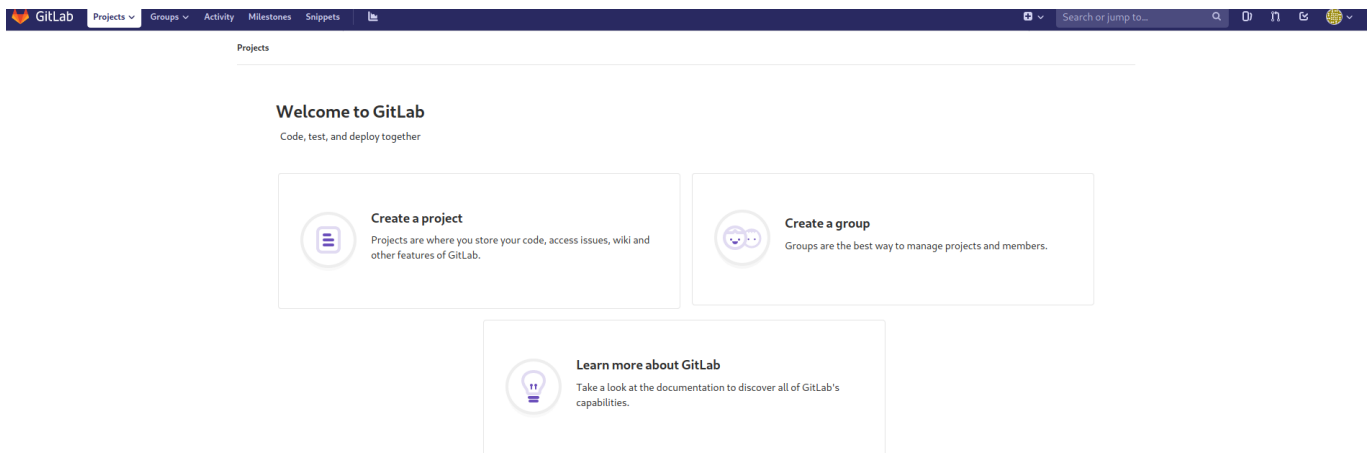 GitLab Projects Groups Activity Milestones Snippets Search or jump to...
Projects
Welcome to GitLab
Code, test, and deploy together
Create a project
Projects are where you store your code, access issues, wiki and
other features of GitLab.
Create a group
Groups are the best way to manage projects and members.
Learn more about GitLab
Take a look at the documentation to discover all of GitLab's
capabilities.